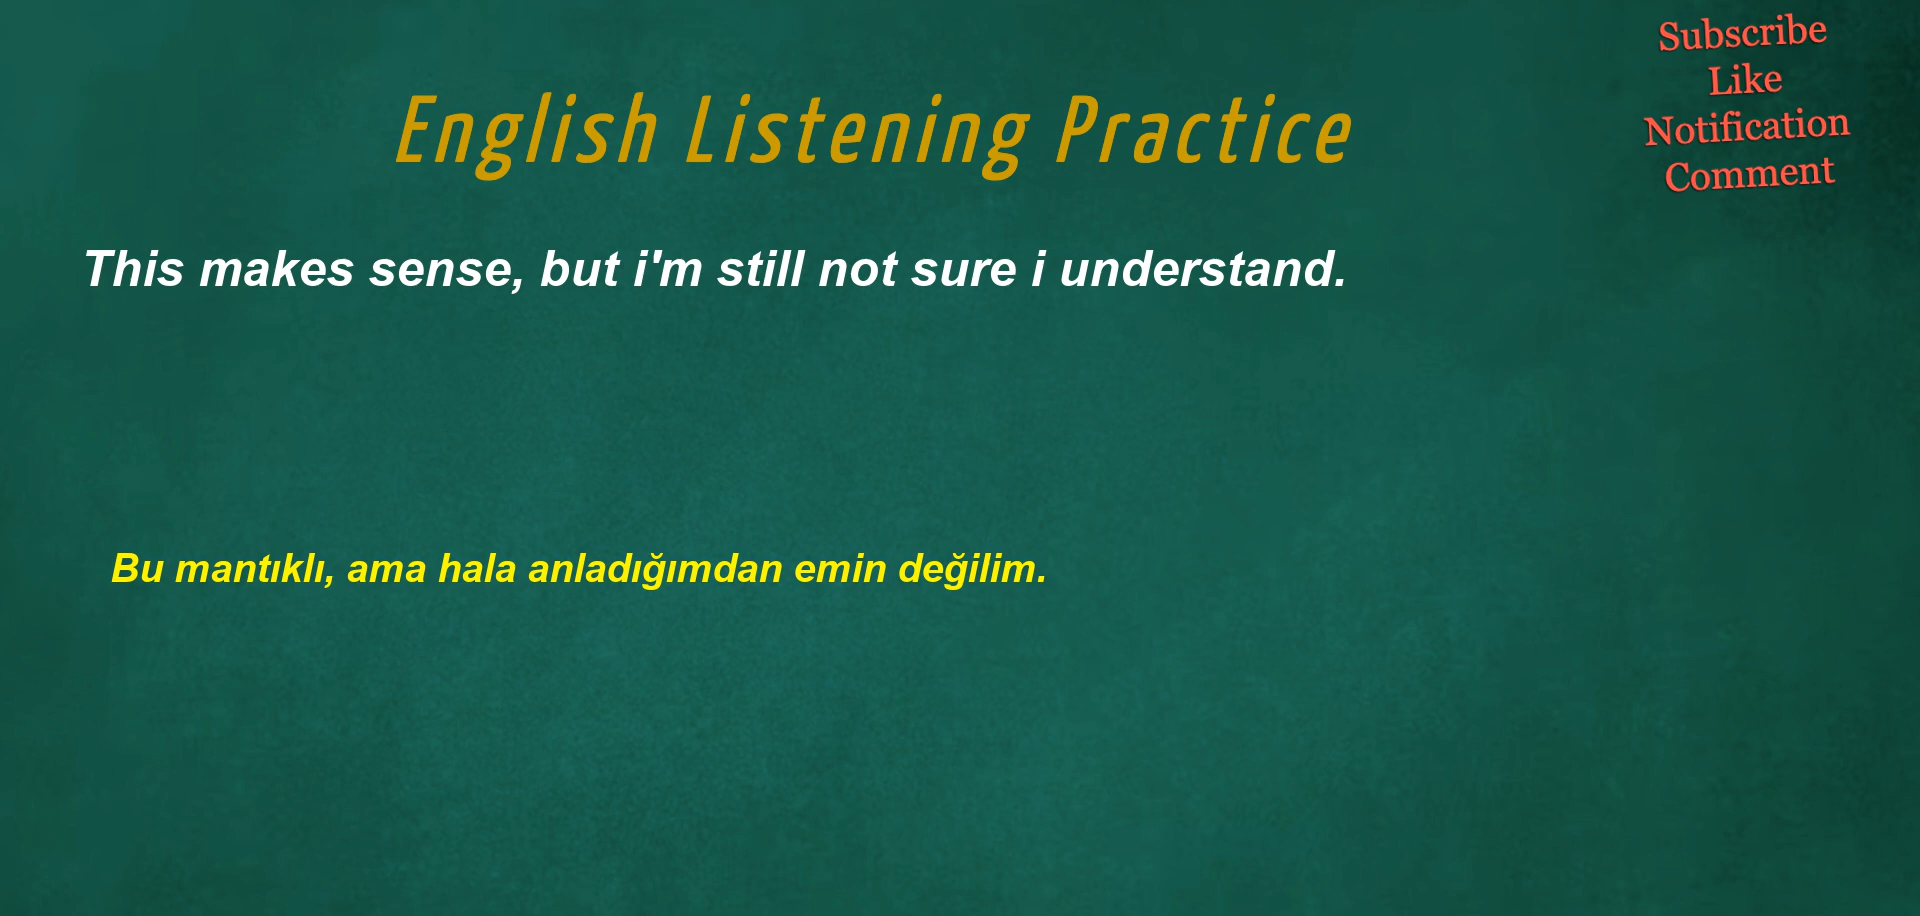 Subscribe
Like
Notification
Comment
English Listening Practice
This makes sense, but i'm still not sure i understand.
Bu mantıklı, ama hala anladığımdan emin değilim.